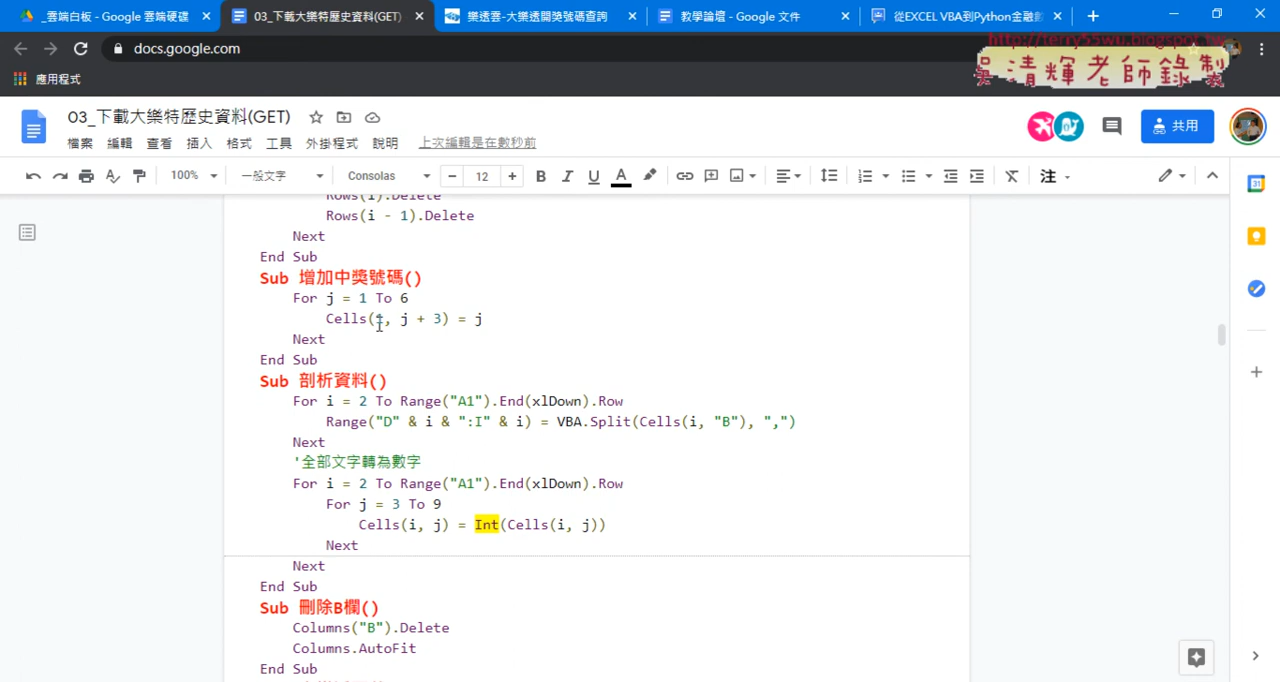 _雲端白板 - Google 雲端硬碟
03_下載大樂特歷史資料(GET)
樂透雲-大樂透開獎號碼查詢
教學論壇 - Google 文件
從EXCEL VBA到Python金融
docs.google.com
http://terry55wu.blogspot.tw
吳清輝老師錄製
應用程式
03_下載大樂特歷史資料(GET)
檔案 編輯 查看 插入 格式 工具 外掛程式 說明 上次編輯是在數秒前
共用
100% 一般文字 Consolas 12 B I U A 注
31
Rows(i).Delete
Rows(i - 1).Delete
Next
End Sub
Sub 增加中獎號碼()
For j = 1 To 6
Cells(1, j + 3) = j
Next
End Sub
Sub 剖析資料()
For i = 2 To Range("A1").End(xlDown).Row
Range("D" & i & ":I" & i) = VBA.Split(Cells(i, "B"), ",")
Next
'全部文字轉為數字
For i = 2 To Range("A1").End(xlDown).Row
For j = 3 To 9
Cells(i, j) = Int(Cells(i, j))
Next
Next
End Sub
Sub 刪除B欄()
Columns("B").Delete
Columns.AutoFit
End Sub